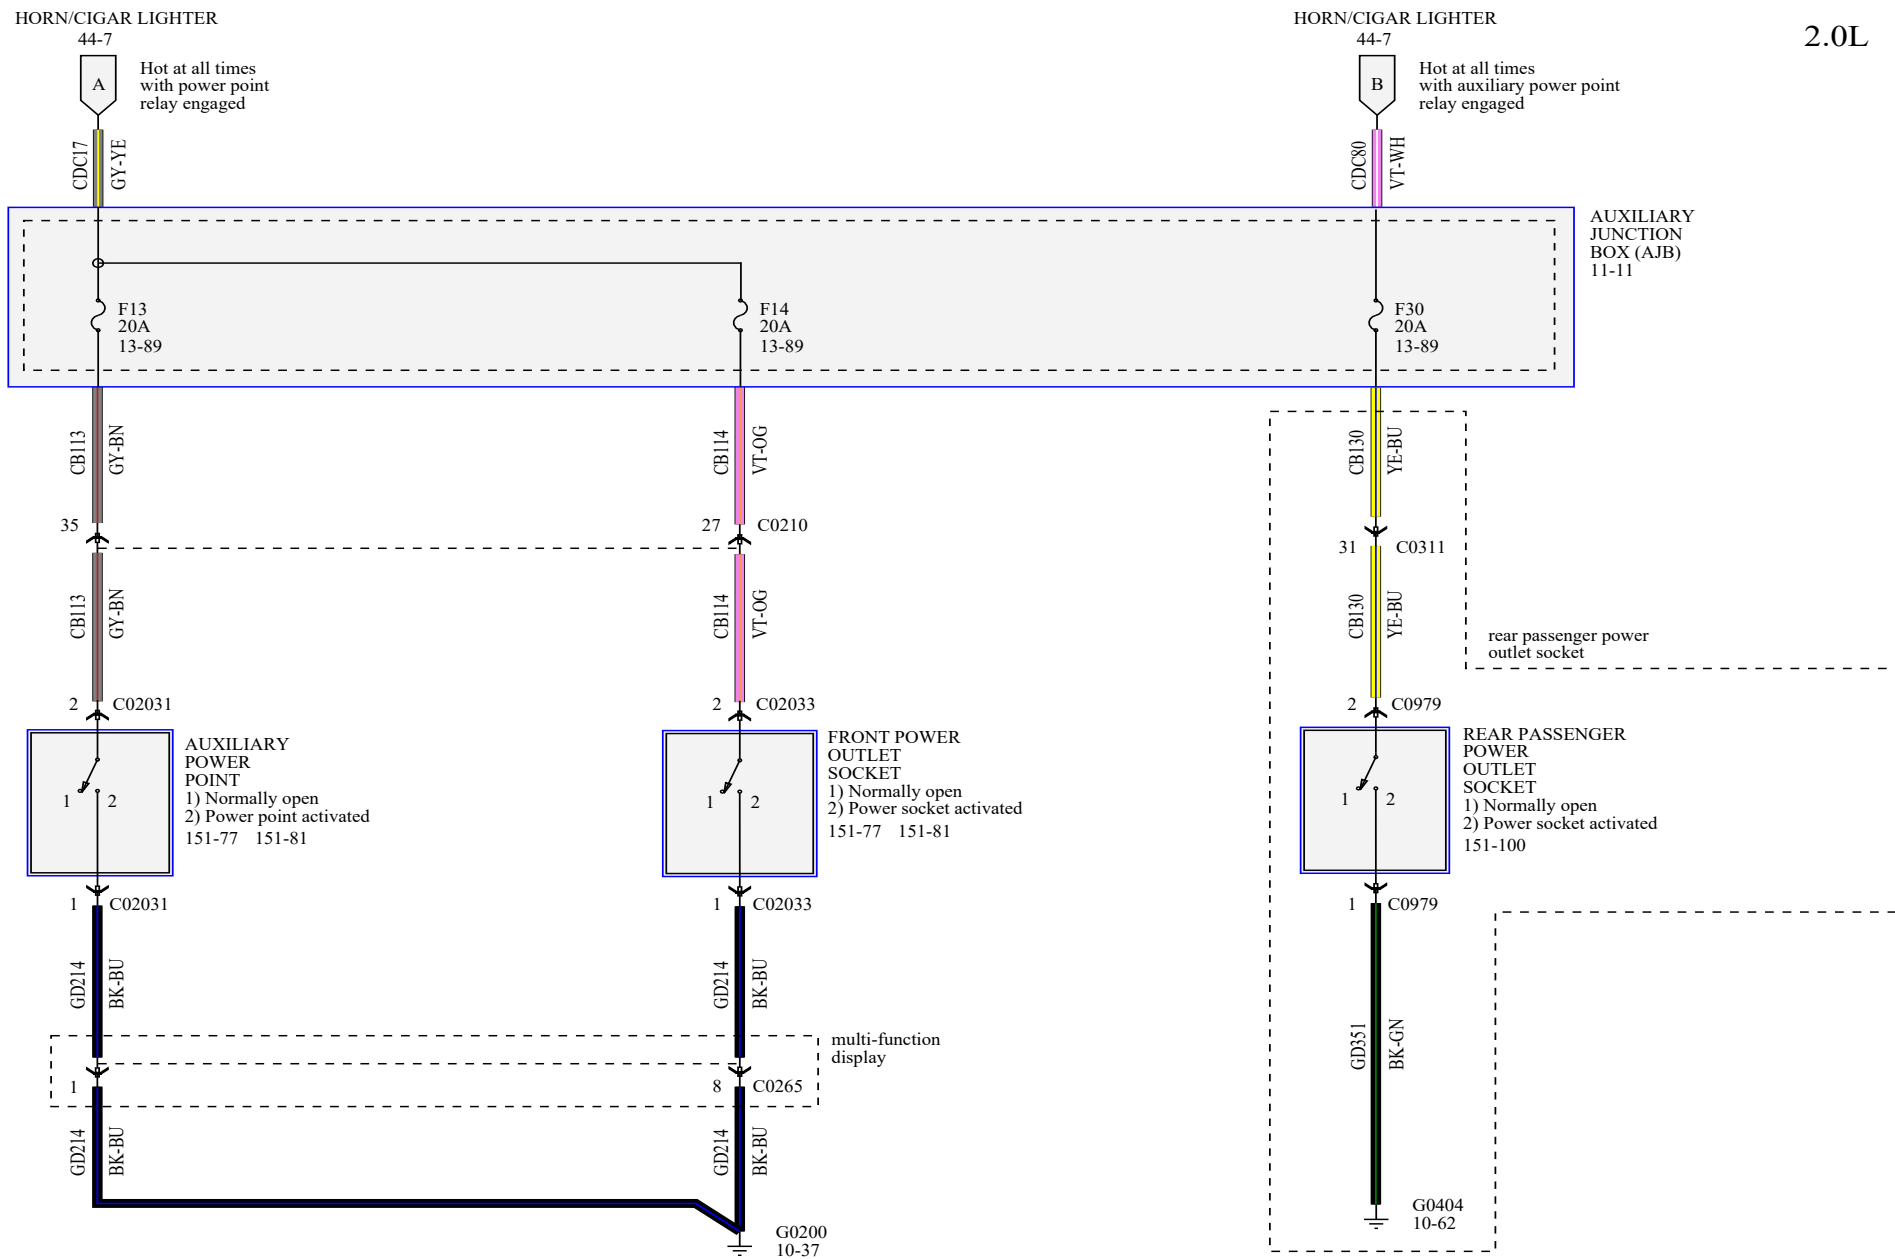 HORN/CIGAR LIGHTER
44-7
A
Hot at all times
with power point
relay engaged
CDC17
GY-YE
HORN/CIGAR LIGHTER
44-7
B
Hot at all times
with auxiliary power point
relay engaged
CDC80
VT-WH
2.0L
AUXILIARY
JUNCTION
BOX (AJB)
11-11
F13
20A
13-89
F14
20A
13-89
F30
20A
13-89
CB113
GY-BN
CB114
VT-OG
CB130
YE-BU
35
27 C0210
31 C0311
CB113
GY-BN
CB114
VT-OG
CB130
YE-BU
rear passenger power
outlet socket
2 C02031
2 C02033
2 C0979
1 2
AUXILIARY
POWER
POINT
1) Normally open
2) Power point activated
151-77 151-81
1 2
FRONT POWER
OUTLET
SOCKET
1) Normally open
2) Power socket activated
151-77 151-81
1 2
REAR PASSENGER
POWER
OUTLET
SOCKET
1) Normally open
2) Power socket activated
151-100
1 C02031
1 C02033
1 C0979
GD214
BK-BU
GD214
BK-BU
GD351
BK-GN
multi-function
display
1
8 C0265
GD214
BK-BU
GD214
BK-BU
G0200
10-37
G0404
10-62